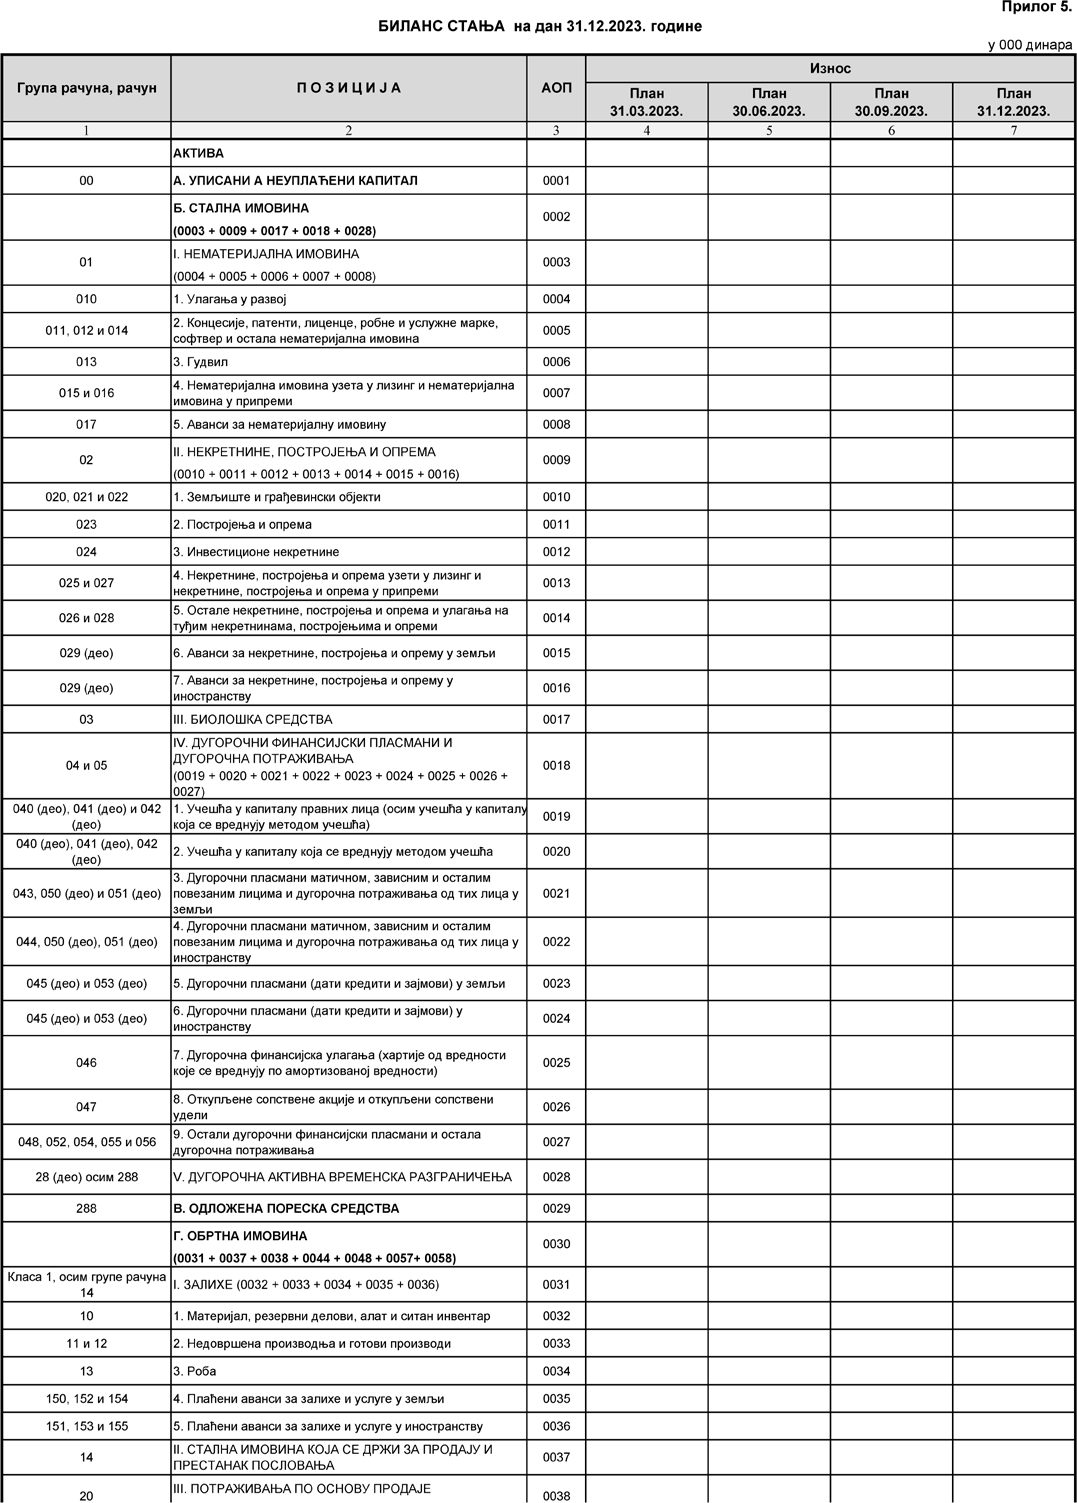 Прилог 5.
БИЛАНС СТАЊА  на дан 31.12.2023. године
у 000 динара
Група рачуна, рачун П О З И Ц И Ј А АОП Износ
План 31.03.2023. План 30.06.2023. План 30.09.2023. План 31.12.2023.
1 2 3 4 5 6 7
АКТИВА
00 А. УПИСАНИ А НЕУПЛАЋЕНИ КАПИТАЛ 0001
Б. СТАЛНА ИМОВИНА
(0003 + 0009 + 0017 + 0018 + 0028) 0002
01 I. НЕМАТЕРИЈАЛНА ИМОВИНА
(0004 + 0005 + 0006 + 0007 + 0008) 0003
010 1. Улагања у развој 0004
011, 012 и 014 2. Концесије, патенти, лиценце, робне и услужне марке,
софтвер и остала нематеријална имовина 0005
013 3. Гудвил 0006
015 и 016 4. Нематеријална имовина узета у лизинг и нематеријална
имовина у припреми 0007
017 5. Аванси за нематеријалну имовину 0008
02 II. НЕКРЕТНИНЕ, ПОСТРОЈЕЊА И ОПРЕМА
(0010 + 0011 + 0012 + 0013 + 0014 + 0015 + 0016) 0009
020, 021 и 022 1. Земљиште и грађевински објекти 0010
023 2. Постројења и опрема 0011
024 3. Инвестиционе некретнине 0012
025 и 027 4. Некретнине, постројења и опрема узети у лизинг и
некретнине, постројења и опрема у припреми 0013
026 и 028 5. Остале некретнине, постројења и опрема и улагања на
туђим некретнинама, постројењима и опреми 0014
029 (део) 6. Аванси за некретнине, постројења и опрему у земљи 0015
029 (део) 7. Аванси за некретнине, постројења и опрему у
иностранству 0016
03 III. БИОЛОШКА СРЕДСТВА 0017
04 и 05 IV. ДУГОРОЧНИ ФИНАНСИЈСКИ ПЛАСМАНИ И
ДУГОРОЧНА ПОТРАЖИВАЊА
(0019 + 0020 + 0021 + 0022 + 0023 + 0024 + 0025 + 0026 +
0027) 0018
040 (део), 041 (део) и 042 (део) 1. Учешћа у капиталу правних лица (осим учешћа у капиталу
која се вреднују методом учешћа) 0019
040 (део), 041 (део), 042 (део) 2. Учешћа у капиталу која се вреднују методом учешћа 0020
043, 050 (део) и 051 (део) 3. Дугорочни пласмани матичном, зависним и осталим
повезаним лицима и дугорочна потраживања од тих лица у
земљи 0021
044, 050 (део), 051 (део) 4. Дугорочни пласмани матичном, зависним и осталим
повезаним лицима и дугорочна потраживања од тих лица у
иностранству 0022
045 (део) и 053 (део) 5. Дугорочни пласмани (дати кредити и зајмови) у земљи 0023
045 (део) и 053 (део) 6. Дугорочни пласмани (дати кредити и зајмови) у
иностранству 0024
046 7. Дугорочна финансијска улагања (хартије од вредности
које се вреднују по амортизованој вредности) 0025
047 8. Откупљене сопствене акције и откупљени сопствени
удели 0026
048, 052, 054, 055 и 056 9. Остали дугорочни финансијски пласмани и остала
дугорочна потраживања 0027
28 (део) осим 288 V. ДУГОРОЧНА АКТИВНА ВРЕМЕНСКА РАЗГРАНИЧЕЊА 0028
288 В. ОДЛОЖЕНА ПОРЕСКА СРЕДСТВА 0029
Г. ОБРТНА ИМОВИНА
(0031 + 0037 + 0038 + 0044 + 0048 + 0057+ 0058) 0030
Класа 1, осим групе рачуна 14 I. ЗАЛИХЕ (0032 + 0033 + 0034 + 0035 + 0036) 0031
10 1. Материјал, резервни делови, алат и ситан инвентар 0032
11 и 12 2. Недовршена производња и готови производи 0033
13 3. Роба 0034
150, 152 и 154 4. Плаћени аванси за залихе и услуге у земљи 0035
151, 153 и 155 5. Плаћени аванси за залихе и услуге у иностранству 0036
14 II. СТАЛНА ИМОВИНА КОЈА СЕ ДРЖИ ЗА ПРОДАЈУ И
ПРЕСТАНАК ПОСЛОВАЊА 0037
20 III. ПОТРАЖИВАЊА ПО ОСНОВУ ПРОДАЈЕ 0038